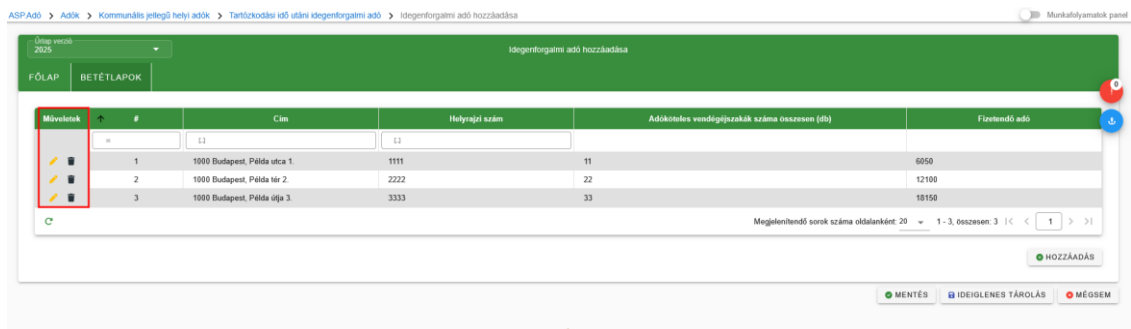 ASP.Adó > Adók > Kommunális jellegű helyi adók > Tartózkodási idő utáni idegenforgalmi adó > Idegenforgalmi adó hozzáadása
Munkafolyamatok panel
Űrlap verzió
2025
Idegenforgalmi adó hozzáadása
FŐLAP BETÉTLAPOK
0
Műveletek # Cím Helyrajzi szám Adóköteles vendégéjszakák száma összesen (db) Fizetendő adó
=
1 1000 Budapest, Példa utca 1. 1111 11 6050
2 1000 Budapest, Példa tér 2. 2222 22 12100
3 1000 Budapest, Példa útja 3. 3333 33 18150
Megjelenítendő sorok száma oldalanként: 20 1 - 3, összesen: 3 |< < 1 > >|
HOZZÁADÁS
MENTÉS IDEIGLENES TÁROLÁS MÉGSEM